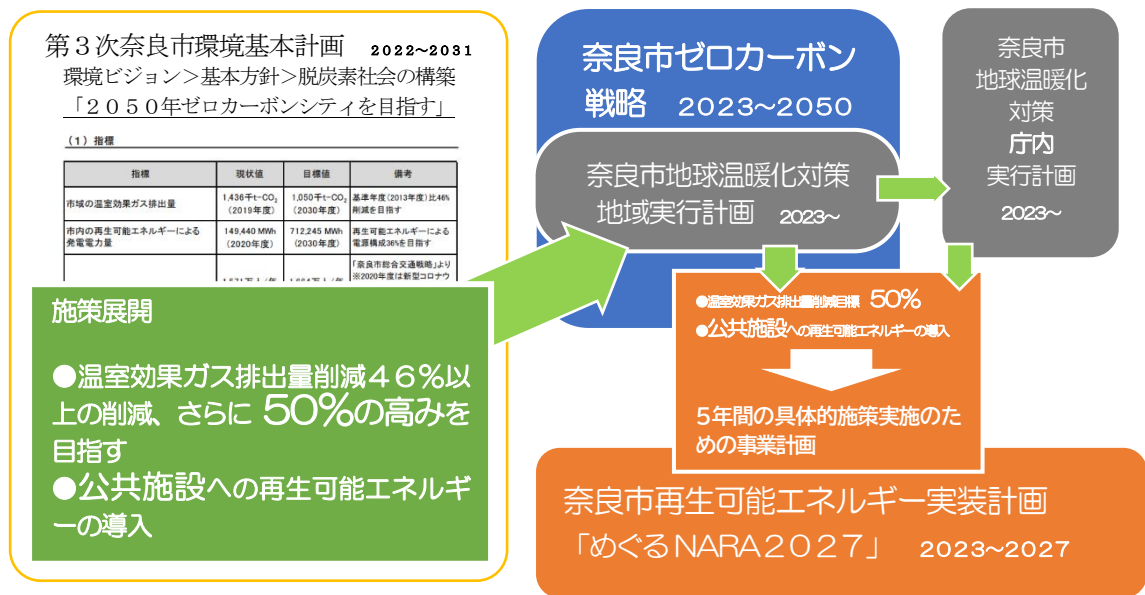 第３次奈良市環境基本計画 2022~2031
環境ビジョン＞基本方針＞脱炭素社会の構築
「２０５０年ゼロカーボンシティを目指す」
（１）指標
指標 現状値 目標値 備考
市域の温室効果ガス排出量 1,436千t-CO₂ 1,050千t-CO₂ 基準年度(2013年度)比46%
(2019年度) (2030年度) 削減を目指す
市内の再生可能エネルギーによる 149,440 MWh 712,245 MWh 再生可能エネルギーによる
発電電力量 (2020年度) (2030年度) 電源構成36%を目指す
「奈良市総合交通戦略」より
※2020年度は新型コロナウ
施策展開
●温室効果ガス排出量削減４６％以
上の削減、さらに 50％の高みを
目指す
●公共施設への再生可能エネルギ
ーの導入
奈良市ゼロカーボン
戦略 2023～2050
奈良市地球温暖化対策
地域実行計画 2023～
奈良市
地球温暖化
対策
庁内
実行計画
2023～
●温室効果ガス排出量削減目標 50％
●公共施設への再生可能エネルギーの導入
５年間の具体的施策実施のた
めの事業計画
奈良市再生可能エネルギー実装計画
「めぐるNARA２０２７」 2023～2027